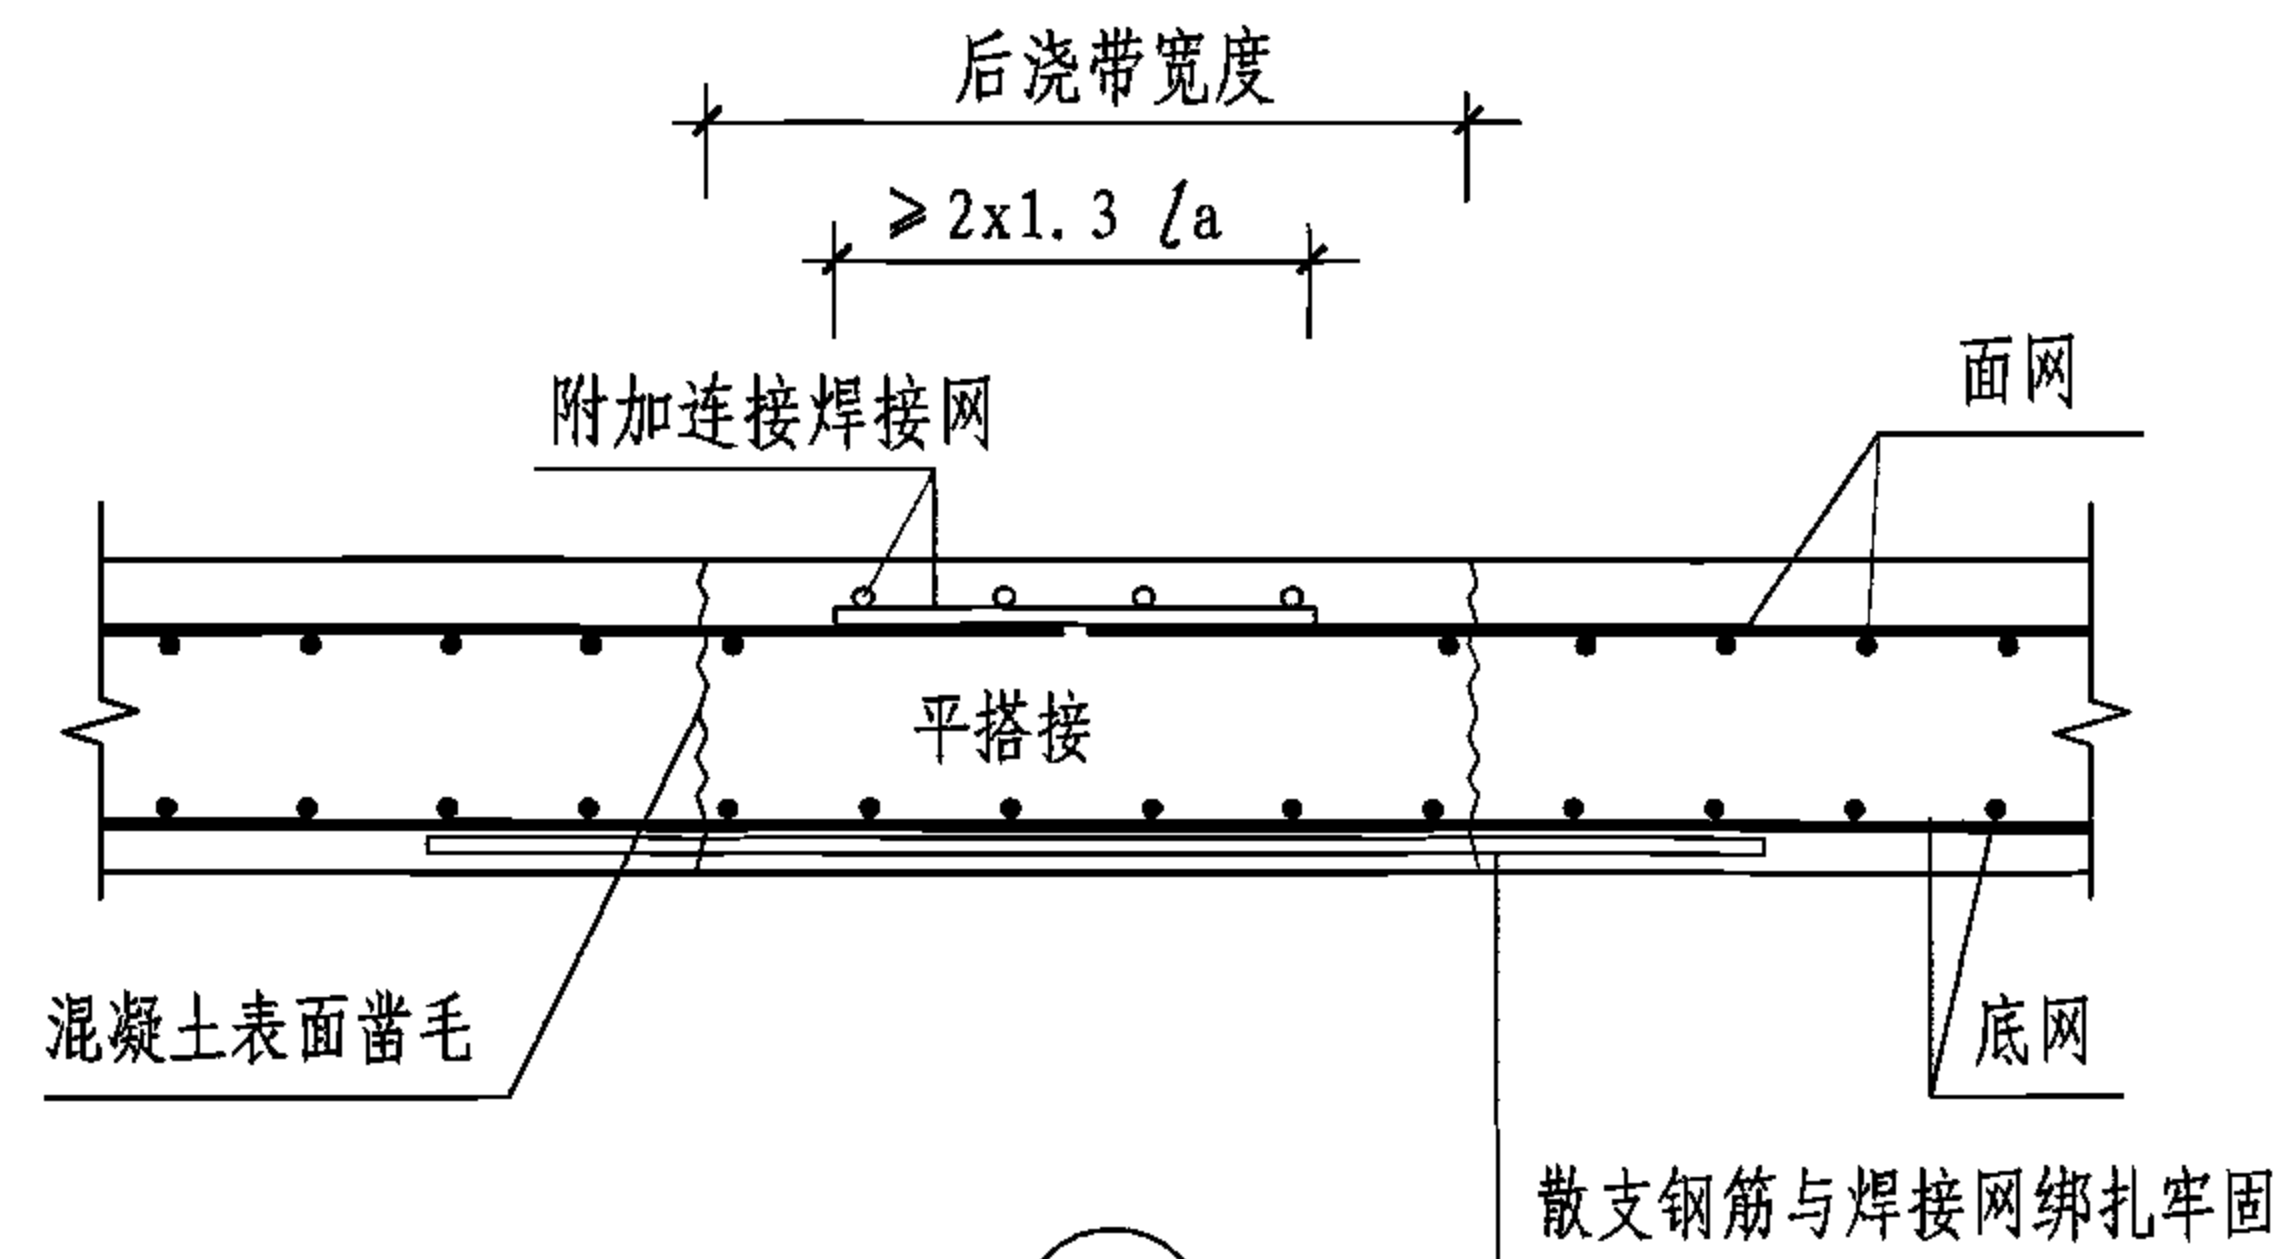 后浇带宽度
≥2x1.3 la
附加连接焊接网
面网
平搭接
混凝土表面凿毛
底网
散支钢筋与焊接网绑扎牢固